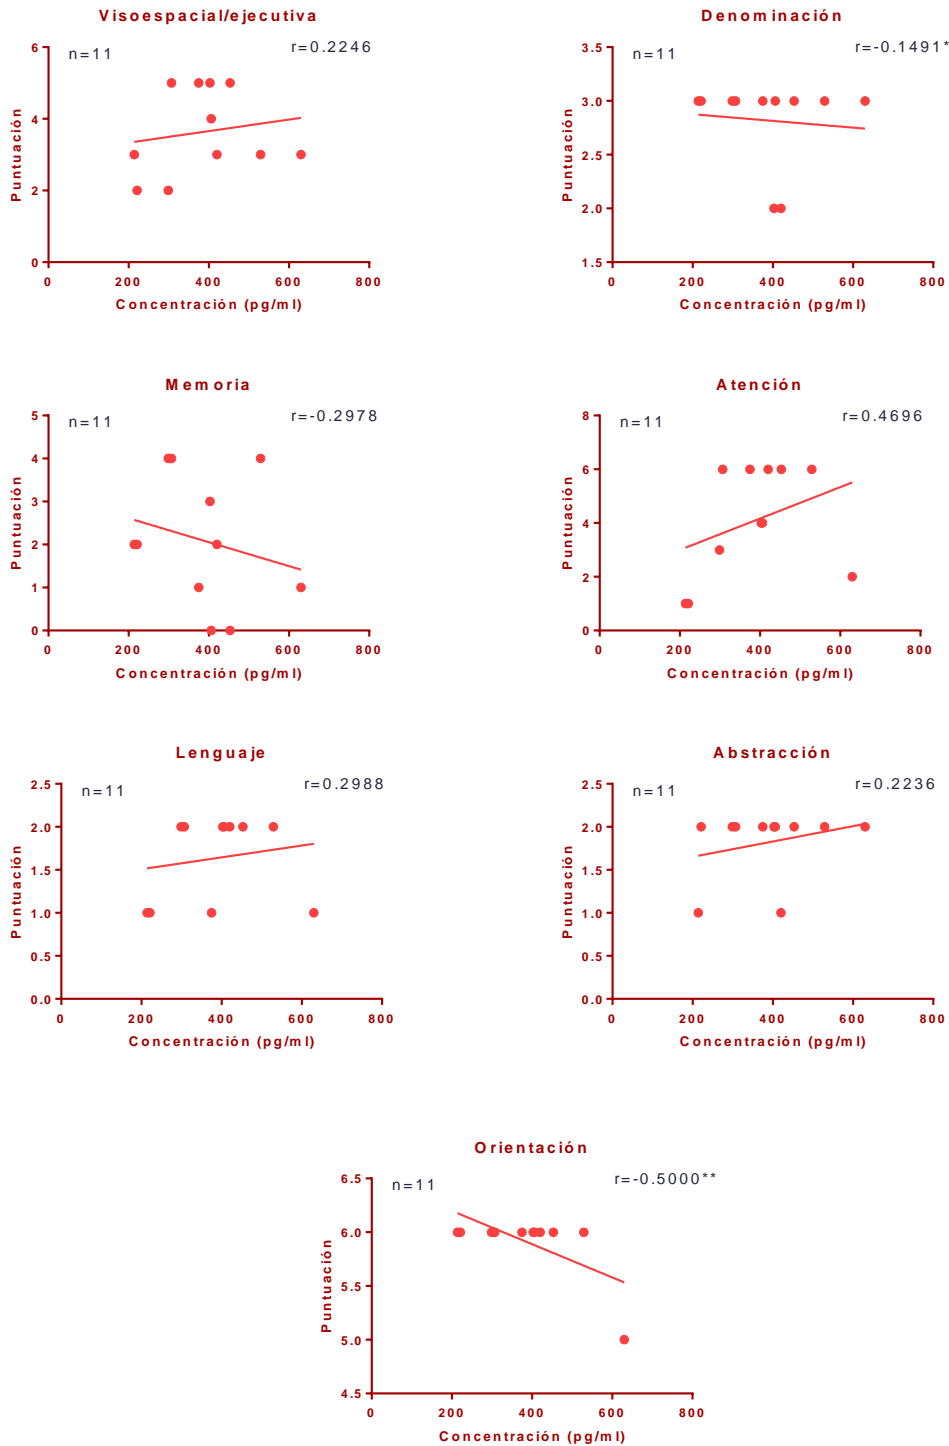 Visoespacial/ejecutiva
n=11
r=0.2246
6
4
2
0
Puntuación
0 200 400 600 800
Concentración (pg/ml)
Denominación
n=11
r=-0.1491*
3.5
3.0
2.5
2.0
1.5
Puntuación
0 200 400 600 800
Concentración (pg/ml)
Memoria
n=11
r=-0.2978
5
4
3
2
1
0
Puntuación
0 200 400 600 800
Concentración (pg/ml)
Atención
n=11
r=0.4696
8
6
4
2
0
Puntuación
0 200 400 600 800
Concentración (pg/ml)
Lenguaje
n=11
r=0.2988
2.5
2.0
1.5
1.0
0.5
0.0
Puntuación
0 200 400 600 800
Concentración (pg/ml)
Abstracción
n=11
r=0.2236
2.5
2.0
1.5
1.0
0.5
0.0
Puntuación
0 200 400 600 800
Concentración (pg/ml)
Orientación
n=11
r=-0.5000**
6.5
6.0
5.5
5.0
4.5
Puntuación
0 200 400 600 800
Concentración (pg/ml)